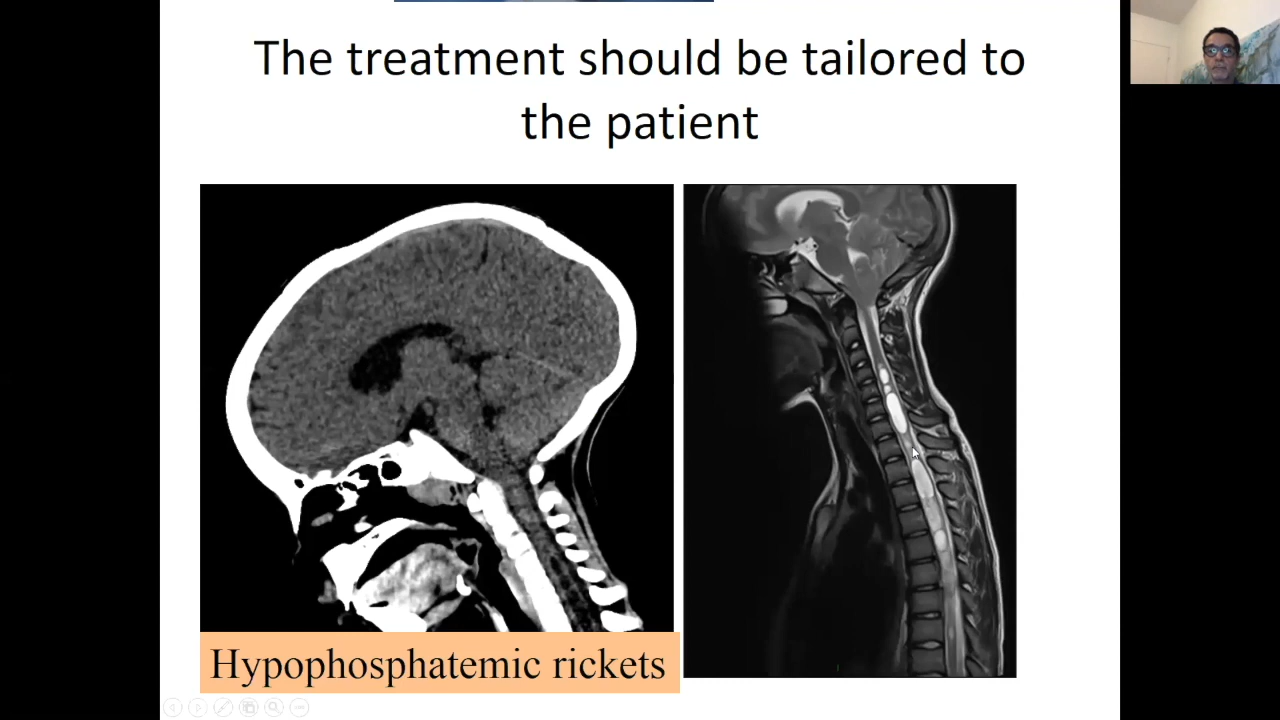 The treatment should be tailored to
the patient
Hypophosphatemic rickets